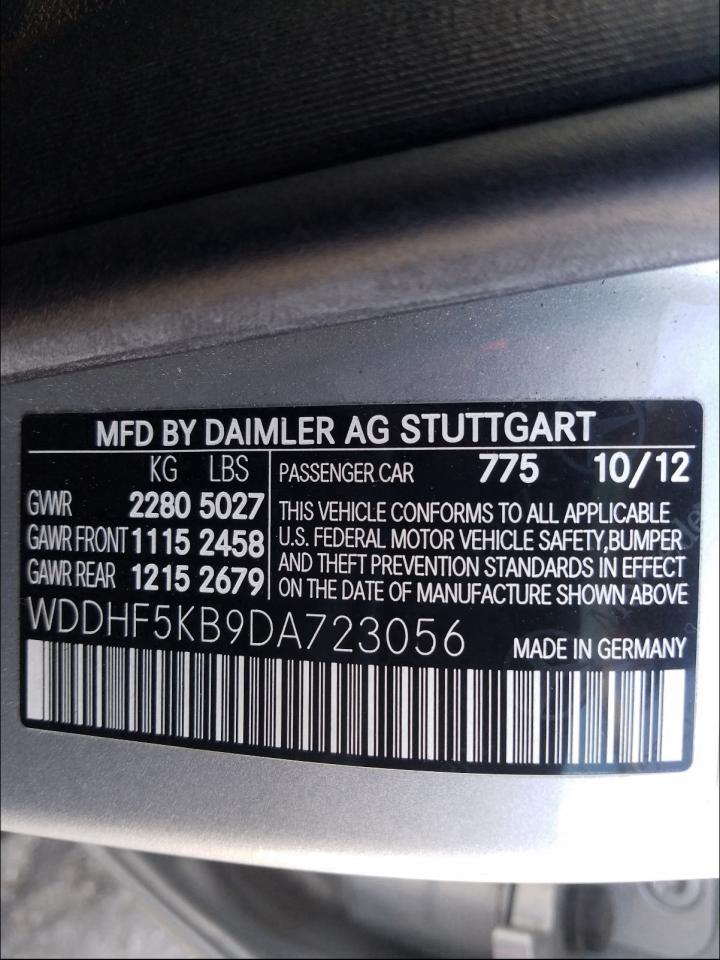 MFD BY DAIMLER AG STUTTGART
KG LBS
GVWR 2280 5027
GAWR FRONT 1115 2458
GAWR REAR 1215 2679
PASSENGER CAR 775 10/12
THIS VEHICLE CONFORMS TO ALL APPLICABLE
U.S. FEDERAL MOTOR VEHICLE SAFETY,BUMPER
AND THEFT PREVENTION STANDARDS IN EFFECT
ON THE DATE OF MANUFACTURE SHOWN ABOVE
WDDHF5KB9DA723056
MADE IN GERMANY